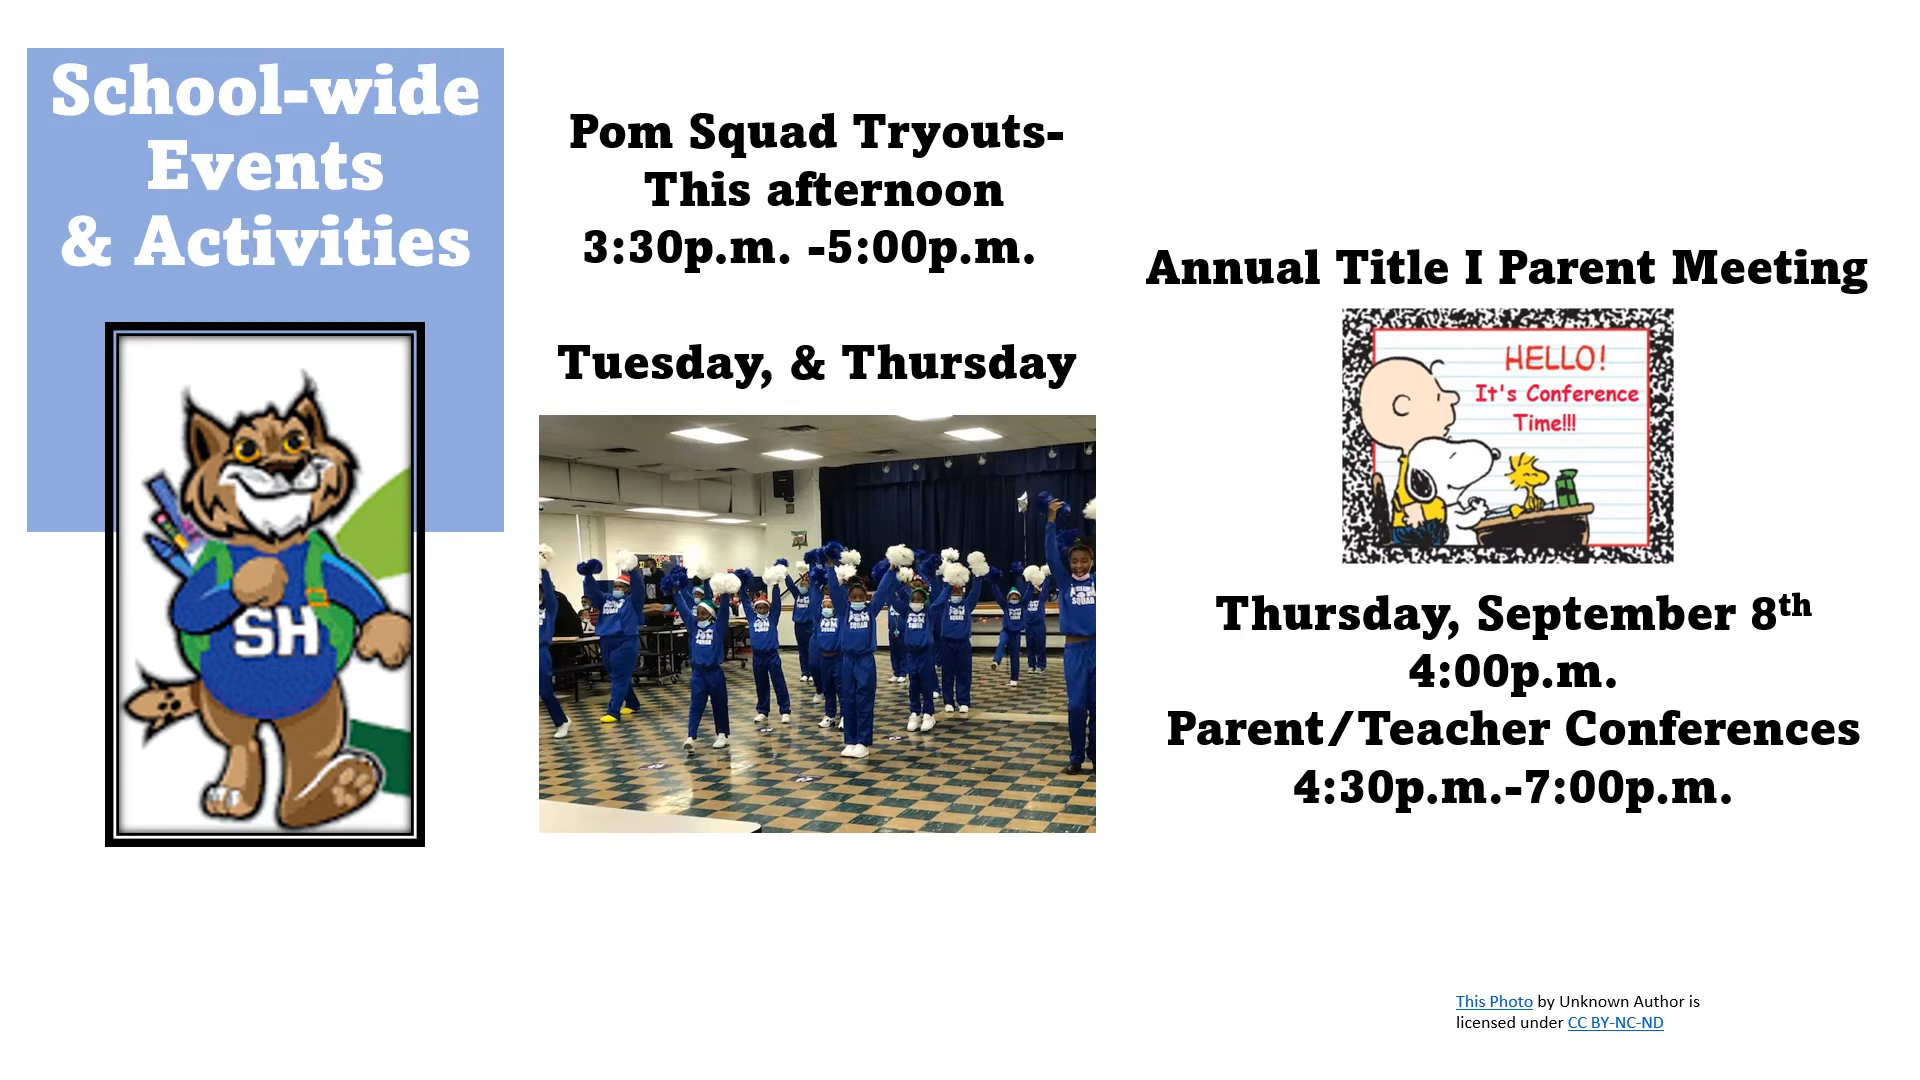 School-wide
Events
& Activities
SH
Pom Squad Tryouts-
This afternoon
3:30p.m. -5:00p.m.
Tuesday, & Thursday
POM
SQUAD
Annual Title I Parent Meeting
HELLO!
It's Conference
Time!!!
Thursday, September 8th
4:00p.m.
Parent/Teacher Conferences
4:30p.m.-7:00p.m.
This Photo by Unknown Author is
licensed under CC BY-NC-ND